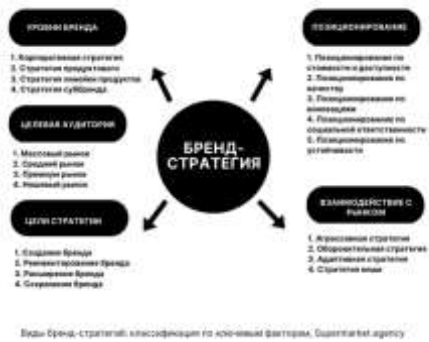 УРОВНИ БРЕНДА
1. Корпоративная стратегия
2. Стратегия продуктового
3. Стратегия линейки продуктов
4. Стратегия суббренда
ЦЕЛЕВАЯ АУДИТОРИЯ
1. Массовый рынок
2. Средний рынок
3. Премиум рынок
4. Нишевый рынок
ЦЕЛИ СТРАТЕГИИ
1. Создание бренда
2. Ремаркетирование бренда
3. Расширение бренда
4. Сохранение бренда
БРЕНД-
СТРАТЕГИЯ
ПОЗИЦИОНИРОВАНИЕ
1. Позиционирование по
стоимости и доступности
2. Позиционирование по
качеству
3. Позиционирование по
инновациям
4. Позиционирование по
социальной ответственности
5. Позиционирование по
устойчивости
ВЗАИМОДЕЙСТВИЕ С
РЫНКОМ
1. Агрессивная стратегия
2. Оборонительная стратегия
3. Адаптивная стратегия
4. Стратегия ниши
Виды бренд-стратегий: классификация по ключевым факторам, Supermarket agency